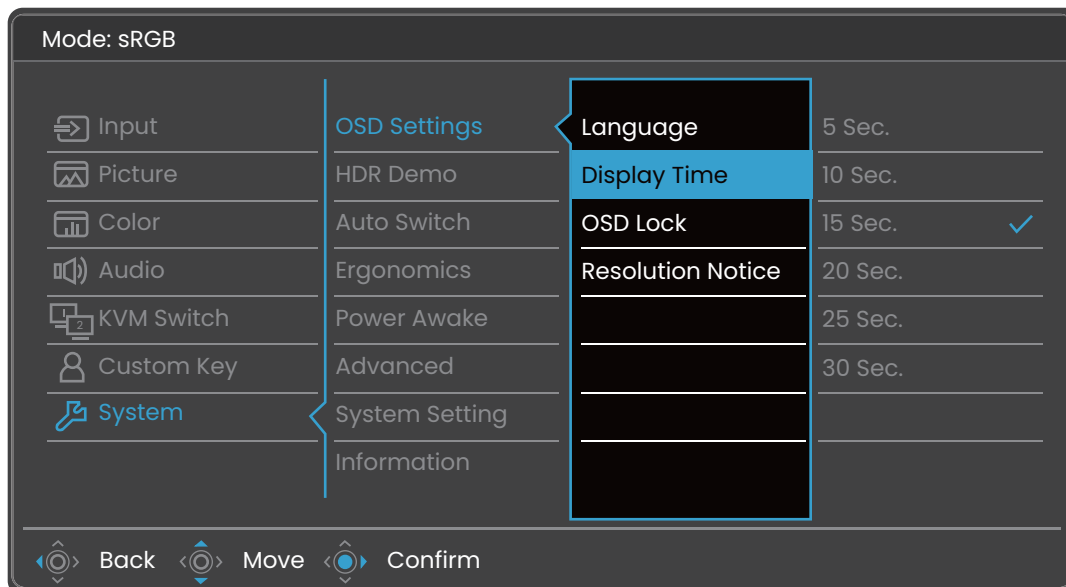 Mode: sRGB
Input
Picture
Color
Audio
1
2
KVM Switch
Custom Key
System
OSD Settings
HDR Demo
Auto Switch
Ergonomics
Power Awake
Advanced
System Setting
Information
Language
Display Time
OSD Lock
Resolution Notice
5 Sec.
10 Sec.
15 Sec.
20 Sec.
25 Sec.
30 Sec.
Back
Move
Confirm